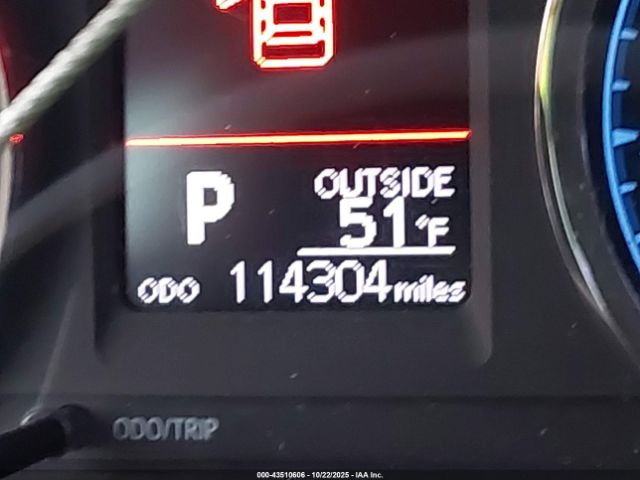 P
OUTSIDE
51°F
ODO 114304 miles
ODO/TRIP
000-43510606 - 10/22/2025 - IAA Inc.